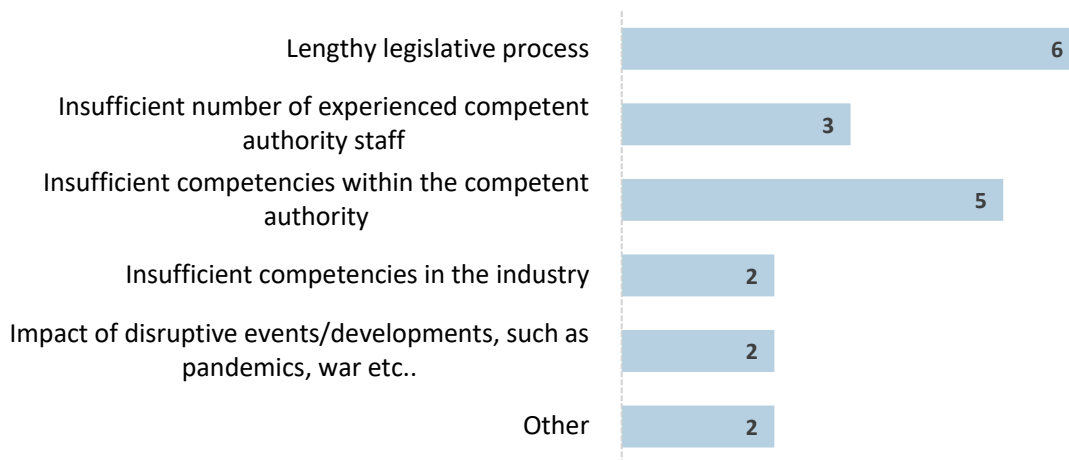 Lengthy legislative process
6
Insufficient number of experienced competent
authority staff
3
Insufficient competencies within the competent
authority
5
Insufficient competencies in the industry
2
Impact of disruptive events/developments, such as
pandemics, war etc..
2
Other
2